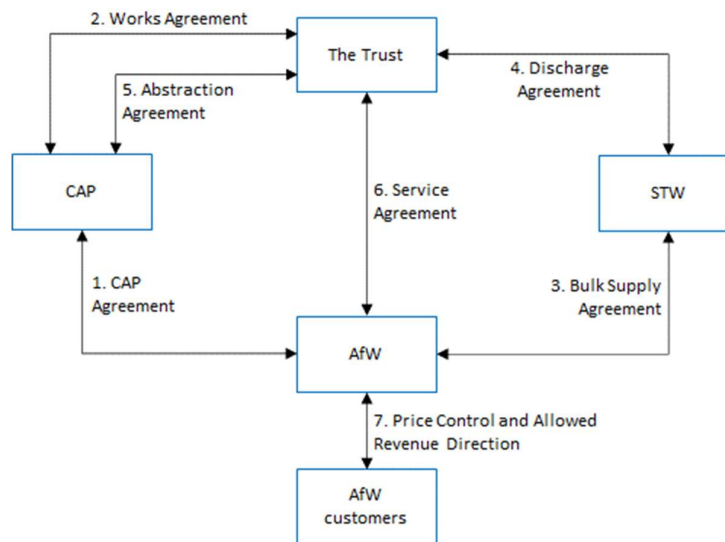 2. Works Agreement
The Trust
5. Abstraction
Agreement
4. Discharge
Agreement
CAP
6. Service
Agreement
STW
1. CAP
Agreement
3. Bulk Supply
Agreement
AfW
7. Price Control and Allowed
Revenue Direction
AfW
customers